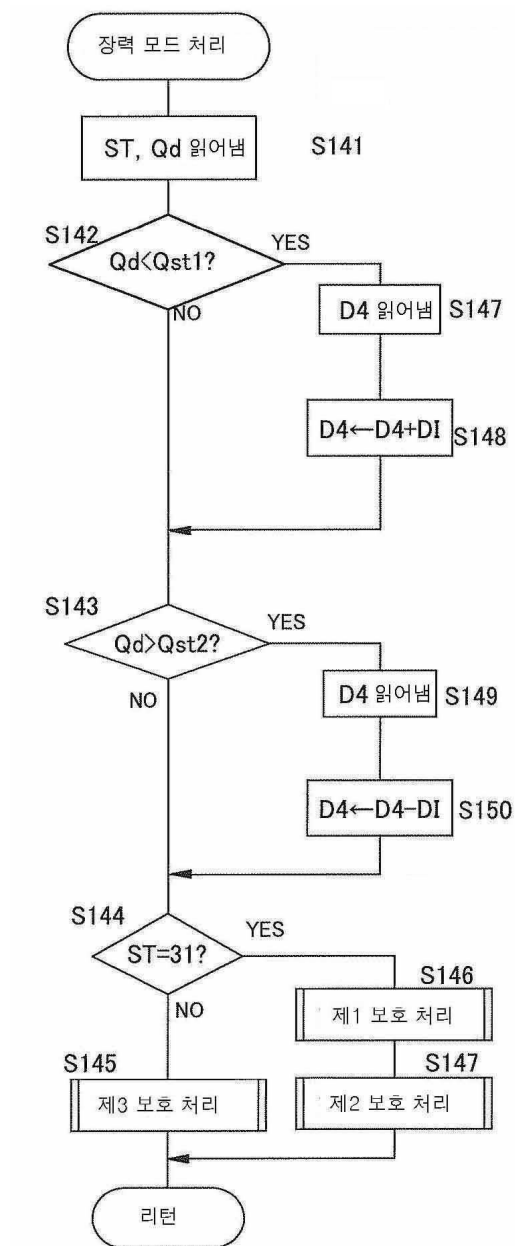 장력 모드 처리
ST, Qd 읽어냄
S141
S142
Qd<Qst1?
YES
NO
D4 읽어냄
S147
D4←D4+DI
S148
S143
Qd>Qst2?
YES
NO
D4 읽어냄
S149
D4←D4-DI
S150
S144
ST=31?
YES
NO
S146
제1 보호 처리
S145
제3 보호 처리
S147
제2 보호 처리
리턴